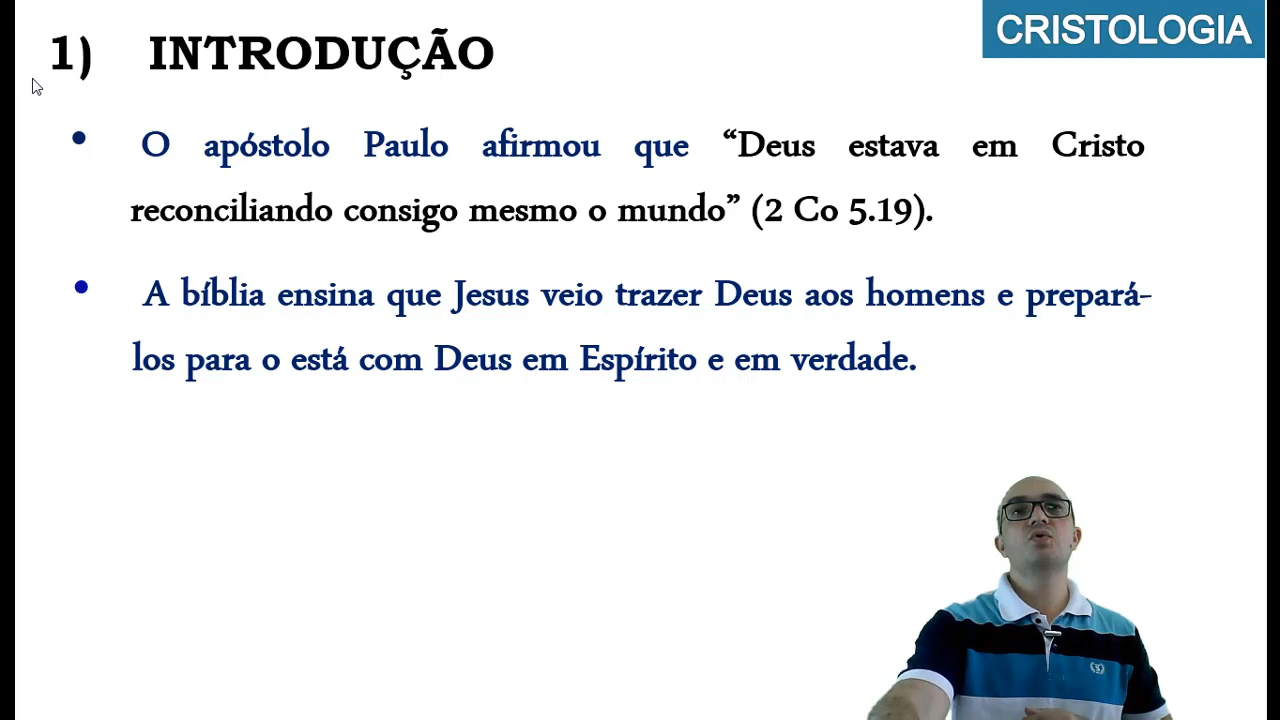 CRISTOLOGIA
1) INTRODUÇÃO
• O apóstolo Paulo afirmou que “Deus estava em Cristo
reconciliando consigo mesmo o mundo” (2 Co 5.19).
• A bíblia ensina que Jesus veio trazer Deus aos homens e prepará-
los para o está com Deus em Espírito e em verdade.